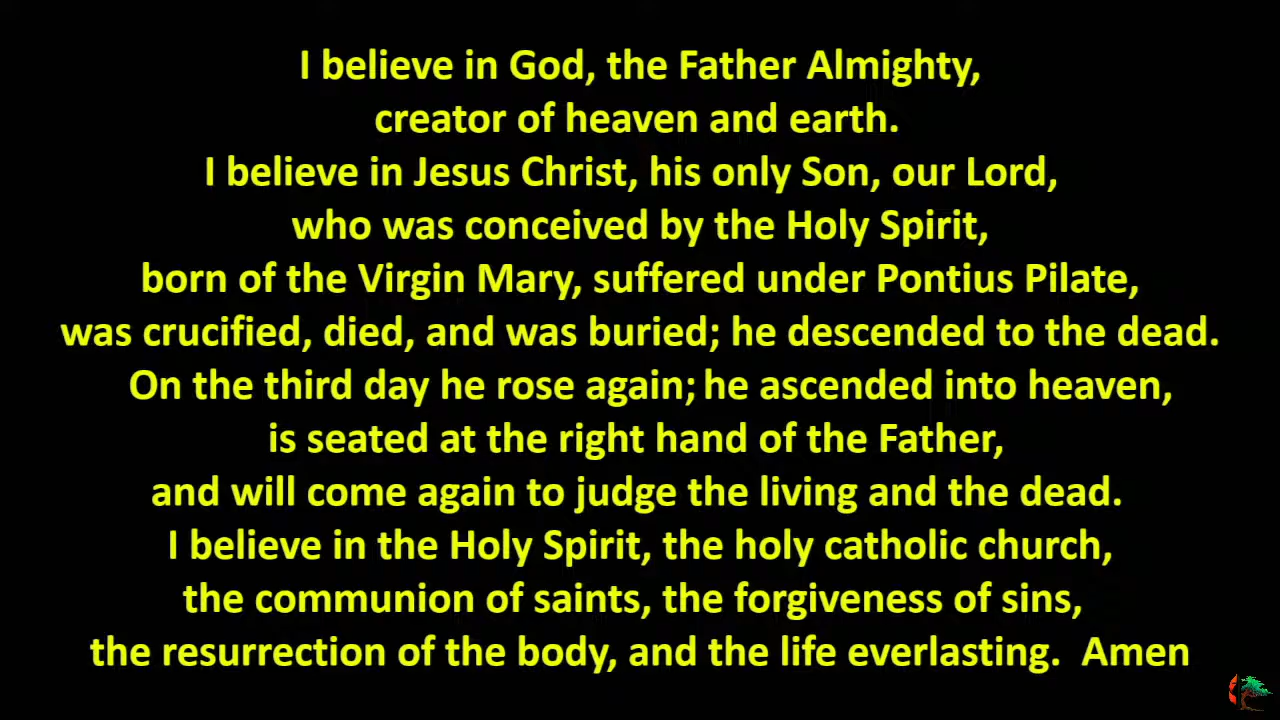 I believe in God, the Father Almighty,
creator of heaven and earth.
I believe in Jesus Christ, his only Son, our Lord,
who was conceived by the Holy Spirit,
born of the Virgin Mary, suffered under Pontius Pilate,
was crucified, died, and was buried; he descended to the dead.
On the third day he rose again; he ascended into heaven,
is seated at the right hand of the Father,
and will come again to judge the living and the dead.
I believe in the Holy Spirit, the holy catholic church,
the communion of saints, the forgiveness of sins,
the resurrection of the body, and the life everlasting.  Amen